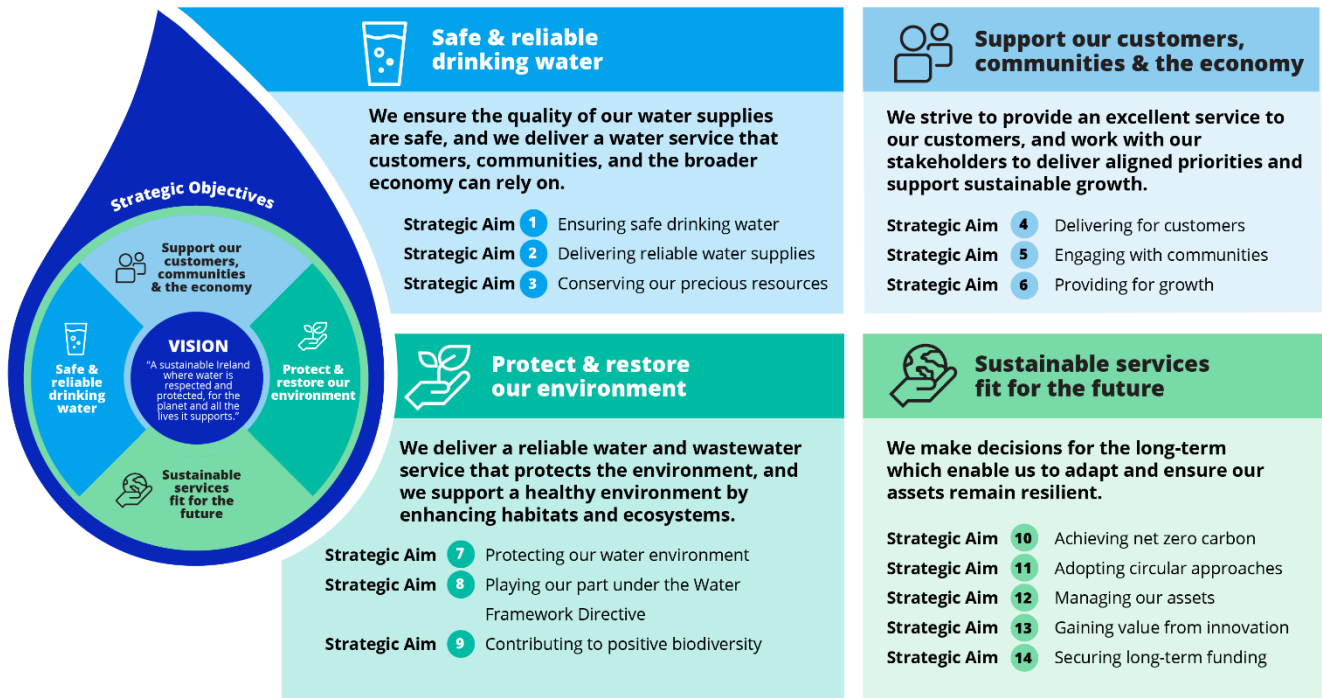 Strategic Objectives
Support our
customers,
communities
& the economy
Safe &
reliable
drinking
water
VISION
“A sustainable Ireland
where water is
respected and
protected, for the
planet and all the
lives it supports.”
Protect &
restore our
environment
Sustainable
services
fit for the
future
Safe & reliable
drinking water
We ensure the quality of our water supplies
are safe, and we deliver a water service that
customers, communities, and the broader
economy can rely on.
Strategic Aim 1 Ensuring safe drinking water
Strategic Aim 2 Delivering reliable water supplies
Strategic Aim 3 Conserving our precious resources
Support our customers,
communities & the economy
We strive to provide an excellent service to
our customers, and work with our
stakeholders to deliver aligned priorities and
support sustainable growth.
Strategic Aim 4 Delivering for customers
Strategic Aim 5 Engaging with communities
Strategic Aim 6 Providing for growth
Protect & restore
our environment
We deliver a reliable water and wastewater
service that protects the environment, and
we support a healthy environment by
enhancing habitats and ecosystems.
Strategic Aim 7 Protecting our water environment
Strategic Aim 8 Playing our part under the Water
Framework Directive
Strategic Aim 9 Contributing to positive biodiversity
Sustainable services
fit for the future
We make decisions for the long-term
which enable us to adapt and ensure our
assets remain resilient.
Strategic Aim 10 Achieving net zero carbon
Strategic Aim 11 Adopting circular approaches
Strategic Aim 12 Managing our assets
Strategic Aim 13 Gaining value from innovation
Strategic Aim 14 Securing long-term funding